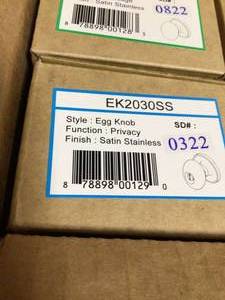 Satin Stainless
0822
8 78898 00128
EK2030SS
Style : Egg Knob
SD# :
Function : Privacy
0322
Finish : Satin Stainless
8 78898 00129 0